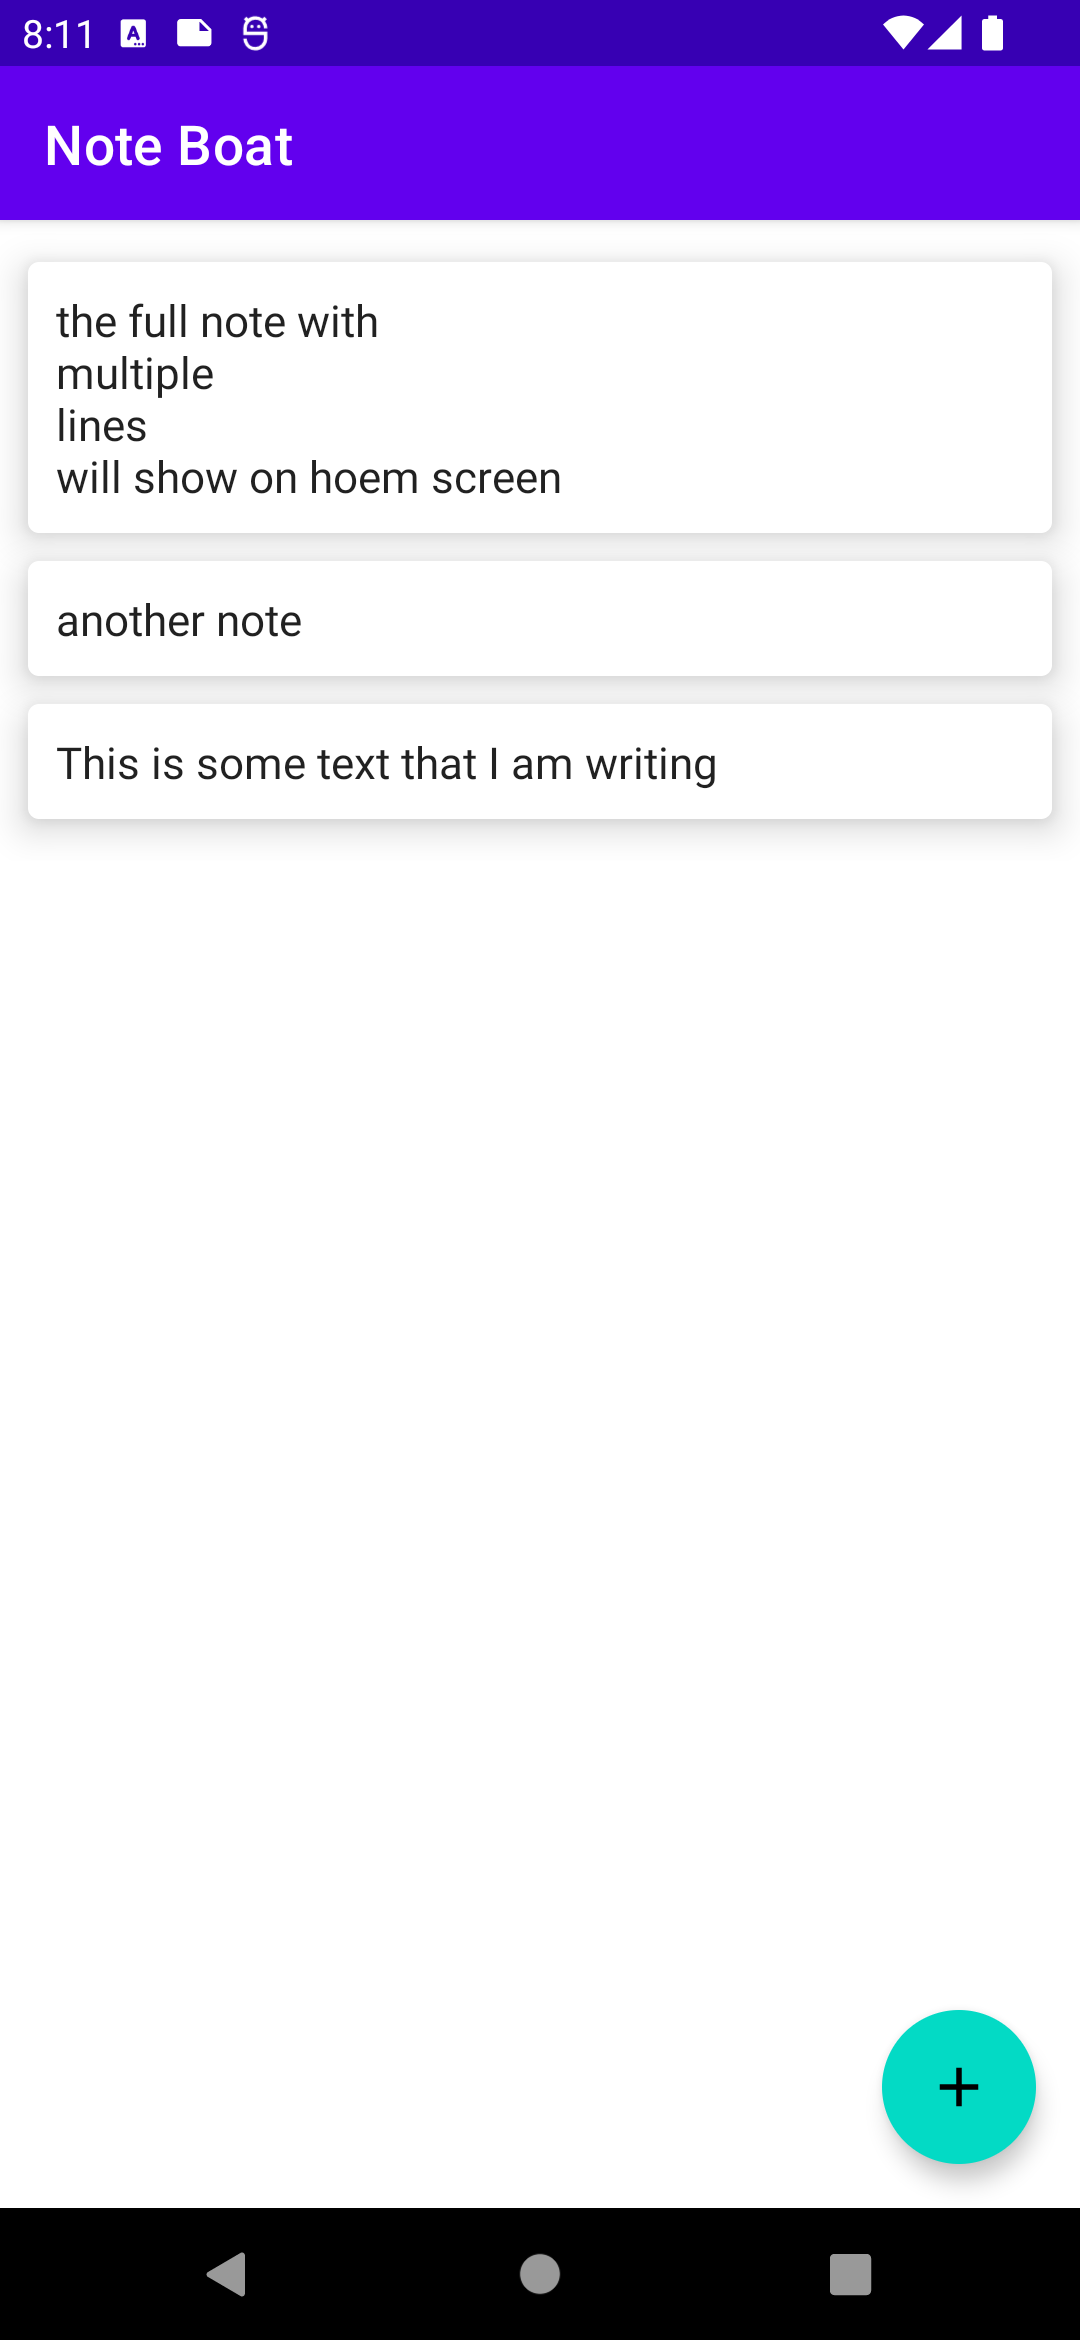 8:11
Note Boat
the full note with
multiple
lines
will show on hoem screen
another note
This is some text that I am writing